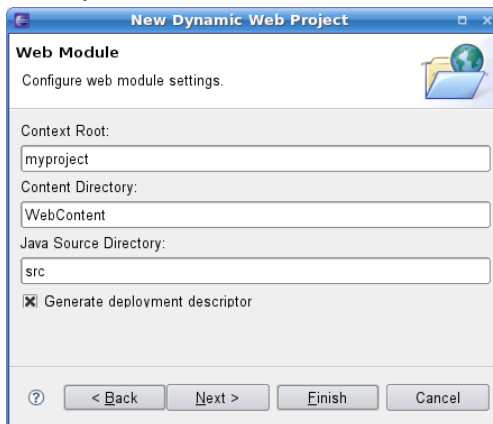 New Dynamic Web Project
Web Module
Configure web module settings.
Context Root:
myproject
Content Directory:
WebContent
Java Source Directory:
src
Generate deployment descriptor
? < Back Next > Finish Cancel